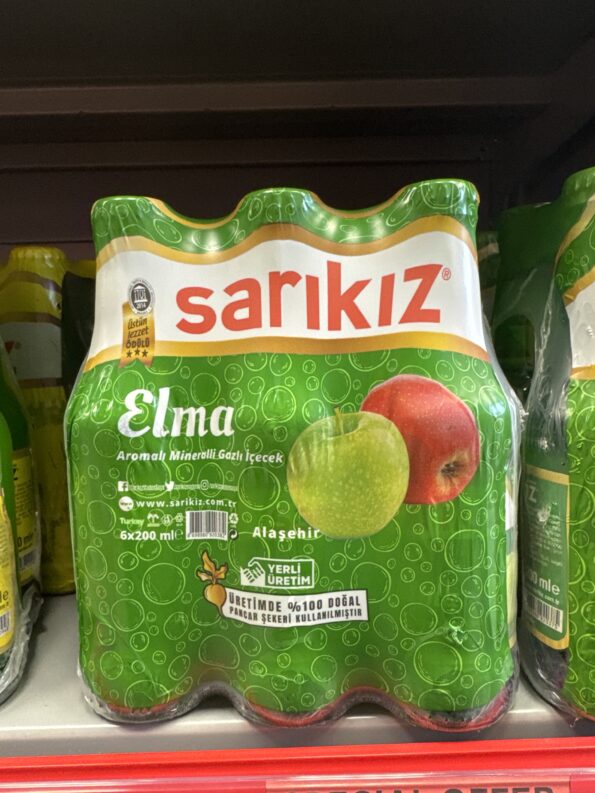 sarıkız®
Üstün
lezzet
ÖDÜLÜ
Elma
Aromalı Mineralli Gazlı İçecek
www.sarikiz.com.tr
Turkey
6x200 ml e
Alaşehir
YERLİ
ÜRETİM
ÜRETİMDE %100 DOĞAL
PANCAR ŞEKERİ KULLANILMIŞTIR